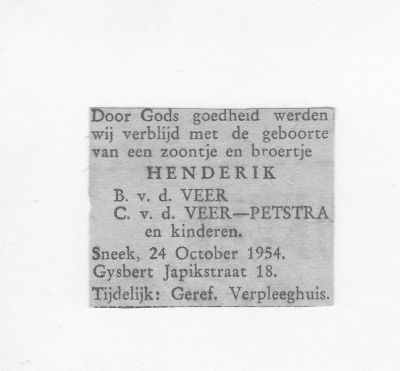 Door Gods goedheid werden
wij verblijd met de geboorte
van een zoontje en broertje
HENDERIK
B. v. d. VEER
C. v. d. VEER—PETSTRA
en kinderen.
Sneek, 24 October 1954.
Gysbert Japikstraat 18.
Tijdelijk: Geref. Verpleeghuis.